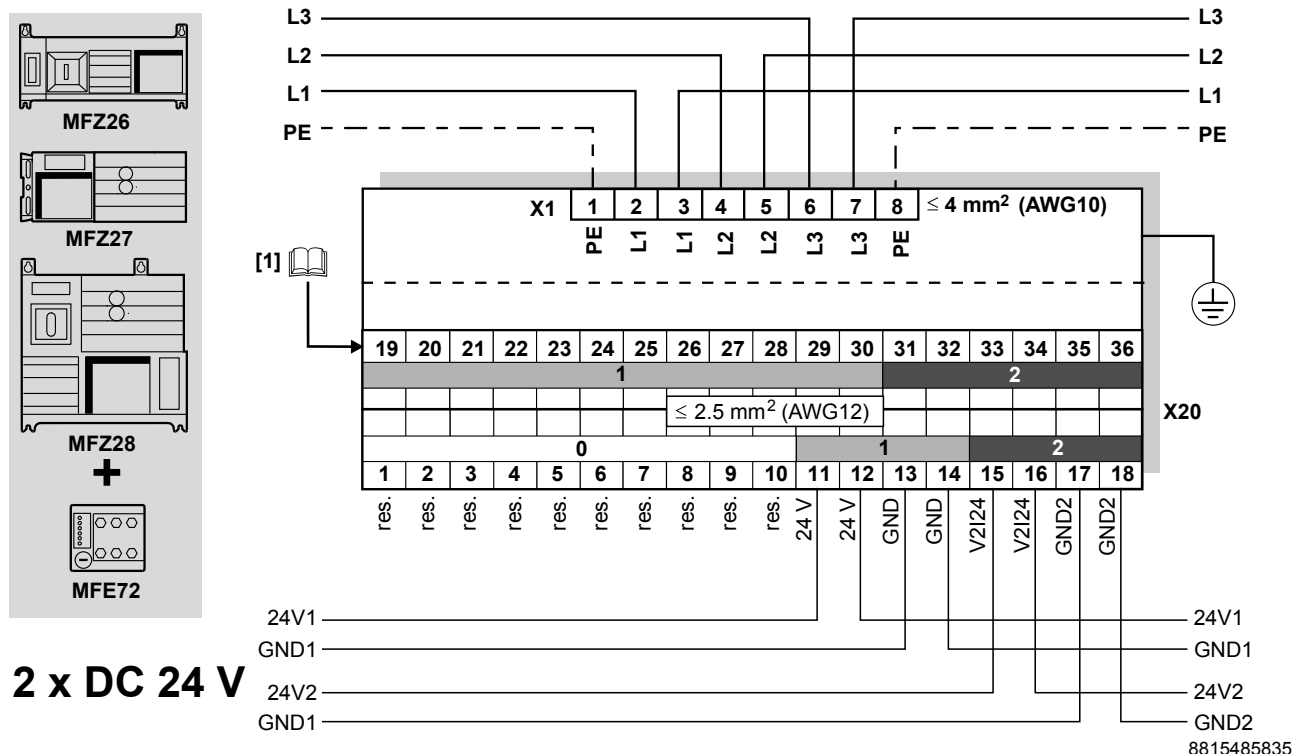 L3 L3
L2 L2
L1 L1
PE PE
MFZ26
MFZ27
MFZ28
+
MFE72
X1 1 2 3 4 5 6 7 8 ≤ 4 mm² (AWG10)
PE L1 L1 L2 L2 L3 L3 PE
[1]
19 20 21 22 23 24 25 26 27 28 29 30 31 32 33 34 35 36
1 2
≤ 2.5 mm² (AWG12)
X20
0 1 2
1 2 3 4 5 6 7 8 9 10 11 12 13 14 15 16 17 18
res. res. res. res. res. res. res. res. res. res. 24 V 24 V GND GND V2I24 V2I24 GND2 GND2
24V1 24V1
GND1 GND1
2 x DC 24 V
24V2 24V2
GND1 GND2
8815485835